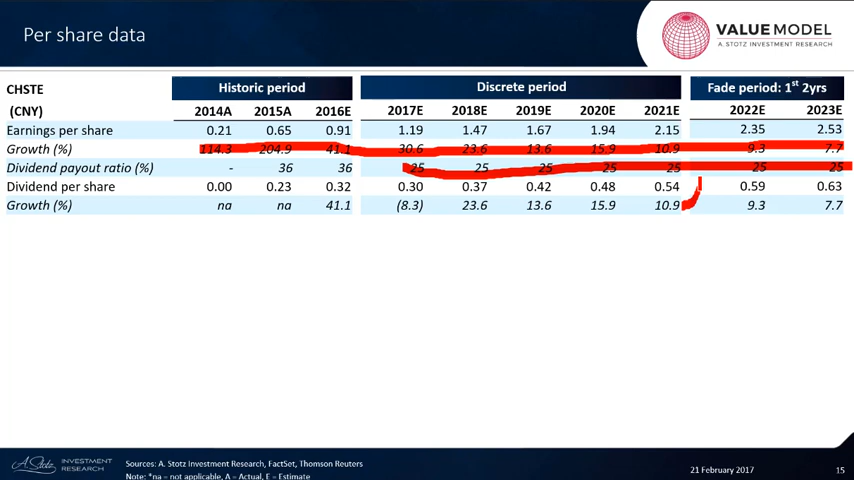 Per share data
VALUE MODEL
A. STOTZ INVESTMENT RESEARCH
CHSTE Historic period Discrete period Fade period: 1st 2yrs
(CNY) 2014A 2015A 2016E 2017E 2018E 2019E 2020E 2021E 2022E 2023E
Earnings per share 0.21 0.65 0.91 1.19 1.47 1.67 1.94 2.15 2.35 2.53
Growth (%) 114.3 204.9 41.1 30.6 23.6 13.6 15.9 10.9 9.3 7.7
Dividend payout ratio (%) - 36 36 25 25 25 25 25 25 25
Dividend per share 0.00 0.23 0.32 0.30 0.37 0.42 0.48 0.54 0.59 0.63
Growth (%) na na 41.1 (8.3) 23.6 13.6 15.9 10.9 9.3 7.7
A. Stotz INVESTMENT RESEARCH
Sources: A. Stotz Investment Research, FactSet, Thomson Reuters
Note: *na = not applicable, A = Actual, E = Estimate
21 February 2017
15